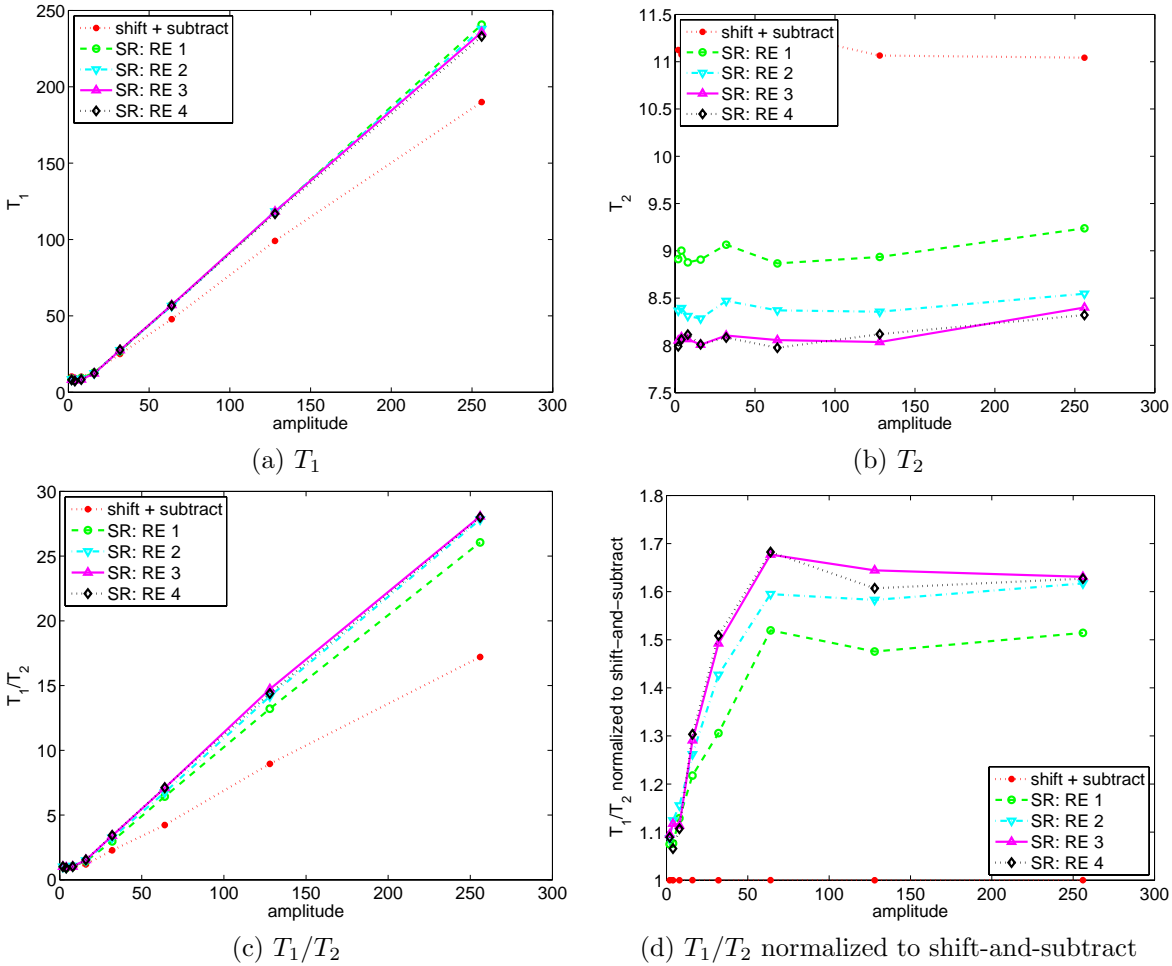 250
200
150
100
50
0
T1
0 50 100 150 200 250 300
amplitude
shift + subtract
SR: RE 1
SR: RE 2
SR: RE 3
SR: RE 4
(a) T1
11.5
11
10.5
10
9.5
9
8.5
8
7.5
T2
0 50 100 150 200 250 300
amplitude
shift + subtract
SR: RE 1
SR: RE 2
SR: RE 3
SR: RE 4
(b) T2
30
25
20
15
10
5
0
T1/T2
0 50 100 150 200 250 300
amplitude
shift + subtract
SR: RE 1
SR: RE 2
SR: RE 3
SR: RE 4
(c) T1/T2
1.8
1.7
1.6
1.5
1.4
1.3
1.2
1.1
1
T1/T2 normalized to shift−and−subtract
0 50 100 150 200 250 300
amplitude
shift + subtract
SR: RE 1
SR: RE 2
SR: RE 3
SR: RE 4
(d) T1/T2 normalized to shift-and-subtract